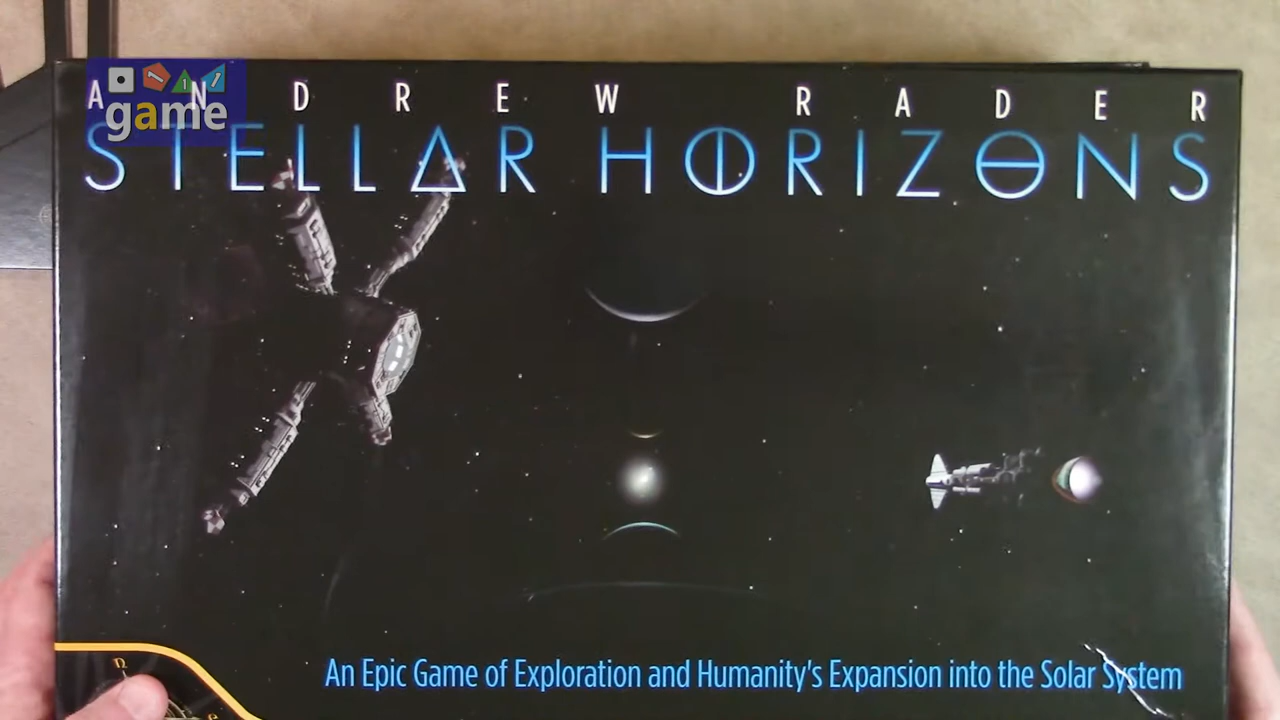 game
ANDREW RADER
STELLAR HORIZONS
An Epic Game of Exploration and Humanity's Expansion into the Solar System